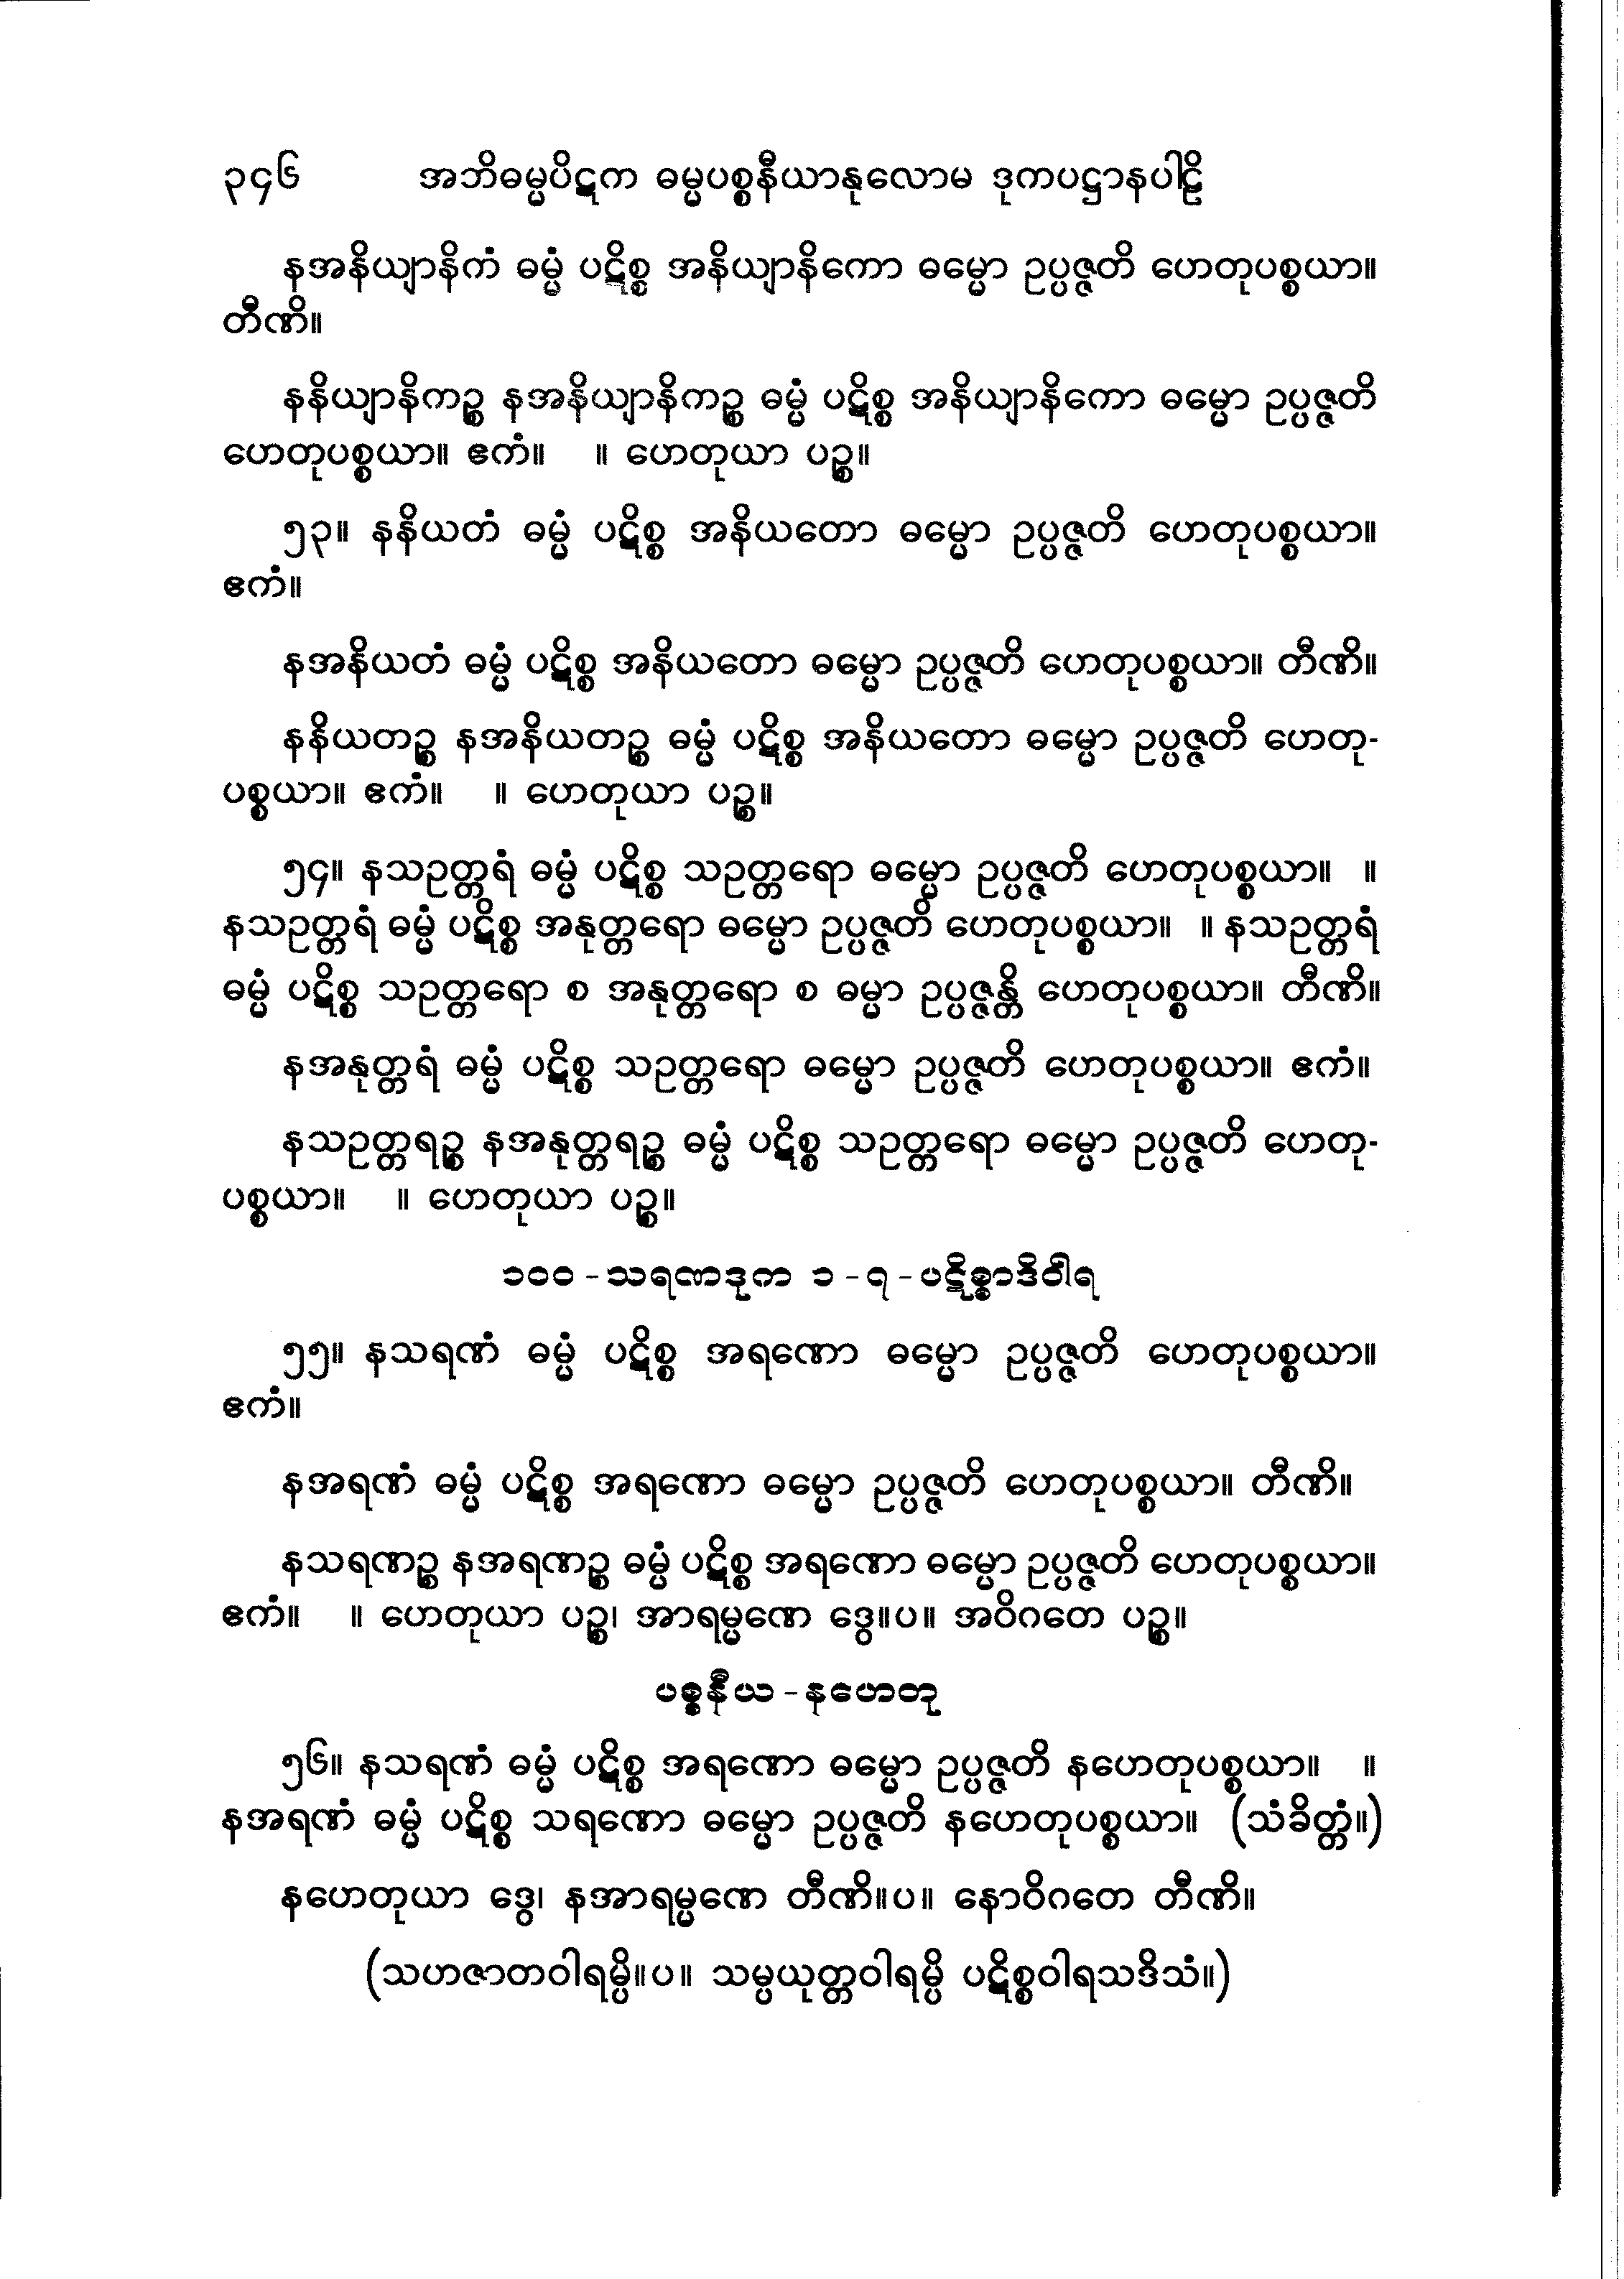 ၃၄၆ အဘိဓမ္မပိဋက ဓမ္မပစ္စနီယာနုလောမ ဒုကပဋ္ဌာနပါဠိ
နအနိယျာနိကံ ဓမ္မံ ပဋိစ္စ အနိယျာနိကော ဓမ္မော ဥပ္ပဇ္ဇတိ ဟေတုပစ္စယာ။
တီဏိ။
နနိယျာနိကဉ္စ နအနိယျာနိကဉ္စ ဓမ္မံ ပဋိစ္စ အနိယျာနိကော ဓမ္မော ဥပ္ပဇ္ဇတိ
ဟေတုပစ္စယာ။ ဧကံ။ ။ ဟေတုယာ ပဉ္စ။
၅၃။ နနိယတံ ဓမ္မံ ပဋိစ္စ အနိယတော ဓမ္မော ဥပ္ပဇ္ဇတိ ဟေတုပစ္စယာ။
ဧကံ။
နအနိယတံ ဓမ္မံ ပဋိစ္စ အနိယတော ဓမ္မော ဥပ္ပဇ္ဇတိ ဟေတုပစ္စယာ။ တီဏိ။
နနိယတဉ္စ နအနိယတဉ္စ ဓမ္မံ ပဋိစ္စ အနိယတော ဓမ္မော ဥပ္ပဇ္ဇတိ ဟေတု-
ပစ္စယာ။ ဧကံ။ ။ ဟေတုယာ ပဉ္စ။
၅၄။ နသဥတ္တရံ ဓမ္မံ ပဋိစ္စ သဥတ္တရော ဓမ္မော ဥပ္ပဇ္ဇတိ ဟေတုပစ္စယာ။ ။
နသဥတ္တရံ ဓမ္မံ ပဋိစ္စ အနုတ္တရော ဓမ္မော ဥပ္ပဇ္ဇတိ ဟေတုပစ္စယာ။ ။ နသဥတ္တရံ
ဓမ္မံ ပဋိစ္စ သဥတ္တရော စ အနုတ္တရော စ ဓမ္မာ ဥပ္ပဇ္ဇန္တိ ဟေတုပစ္စယာ။ တီဏိ။
နအနုတ္တရံ ဓမ္မံ ပဋိစ္စ သဥတ္တရော ဓမ္မော ဥပ္ပဇ္ဇတိ ဟေတုပစ္စယာ။ ဧကံ။
နသဥတ္တရဉ္စ နအနုတ္တရဉ္စ ဓမ္မံ ပဋိစ္စ သဥတ္တရော ဓမ္မော ဥပ္ပဇ္ဇတိ ဟေတု-
ပစ္စယာ။ ။ ဟေတုယာ ပဉ္စ။
၁၀၀ - သရဏဒုက ၁ - ၇ - ပဋိစ္စာဒိဝါရ
၅၅။ နသရဏံ ဓမ္မံ ပဋိစ္စ အရဏော ဓမ္မော ဥပ္ပဇ္ဇတိ ဟေတုပစ္စယာ။
ဧကံ။
နအရဏံ ဓမ္မံ ပဋိစ္စ အရဏော ဓမ္မော ဥပ္ပဇ္ဇတိ ဟေတုပစ္စယာ။ တီဏိ။
နသရဏဉ္စ နအရဏဉ္စ ဓမ္မံ ပဋိစ္စ အရဏော ဓမ္မော ဥပ္ပဇ္ဇတိ ဟေတုပစ္စယာ။
ဧကံ။ ။ ဟေတုယာ ပဉ္စ၊ အာရမ္မဏေ ဒွေ။ပ။ အဝိဂတေ ပဉ္စ။
ပစ္စနီယ - နဟေတု
၅၆။ နသရဏံ ဓမ္မံ ပဋိစ္စ အရဏော ဓမ္မော ဥပ္ပဇ္ဇတိ နဟေတုပစ္စယာ။ ။
နအရဏံ ဓမ္မံ ပဋိစ္စ သရဏော ဓမ္မော ဥပ္ပဇ္ဇတိ နဟေတုပစ္စယာ။ (သံခိတ္တံ။)
နဟေတုယာ ဒွေ၊ နအာရမ္မဏေ တီဏိ။ပ။ နောဝိဂတေ တီဏိ။
(သဟဇာတဝါရမ္ပိ။ပ။ သမ္ပယုတ္တဝါရမ္ပိ ပဋိစ္စဝါရသဒိသံ။)